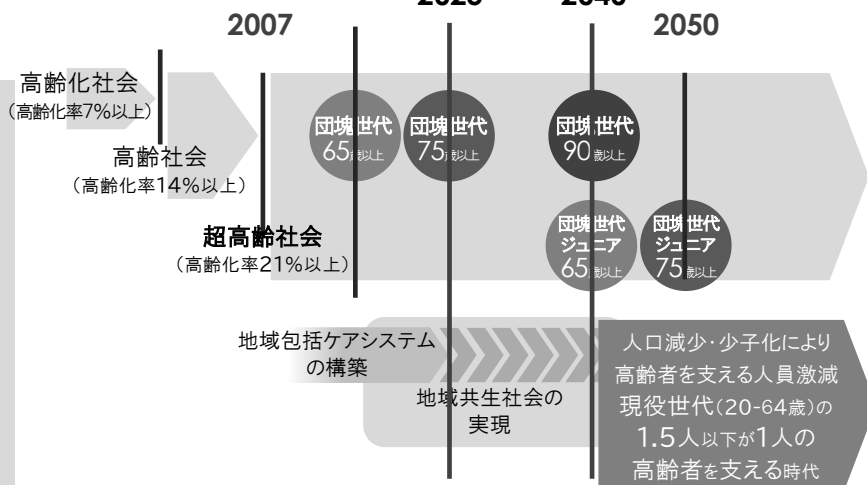 2007
2050
高齢化社会
(高齢化率7%以上)
高齢社会
(高齢化率14%以上)
超高齢社会
(高齢化率21%以上)
団塊世代
65歳以上
団塊世代
75歳以上
団塊世代
90歳以上
団塊世代
ジュニア
65歳以上
団塊世代
ジュニア
75歳以上
地域包括ケアシステム
の構築
地域共生社会の
実現
人口減少・少子化により
高齢者を支える人員激減
現役世代(20-64歳)の
1.5人以下が1人の
高齢者を支える時代